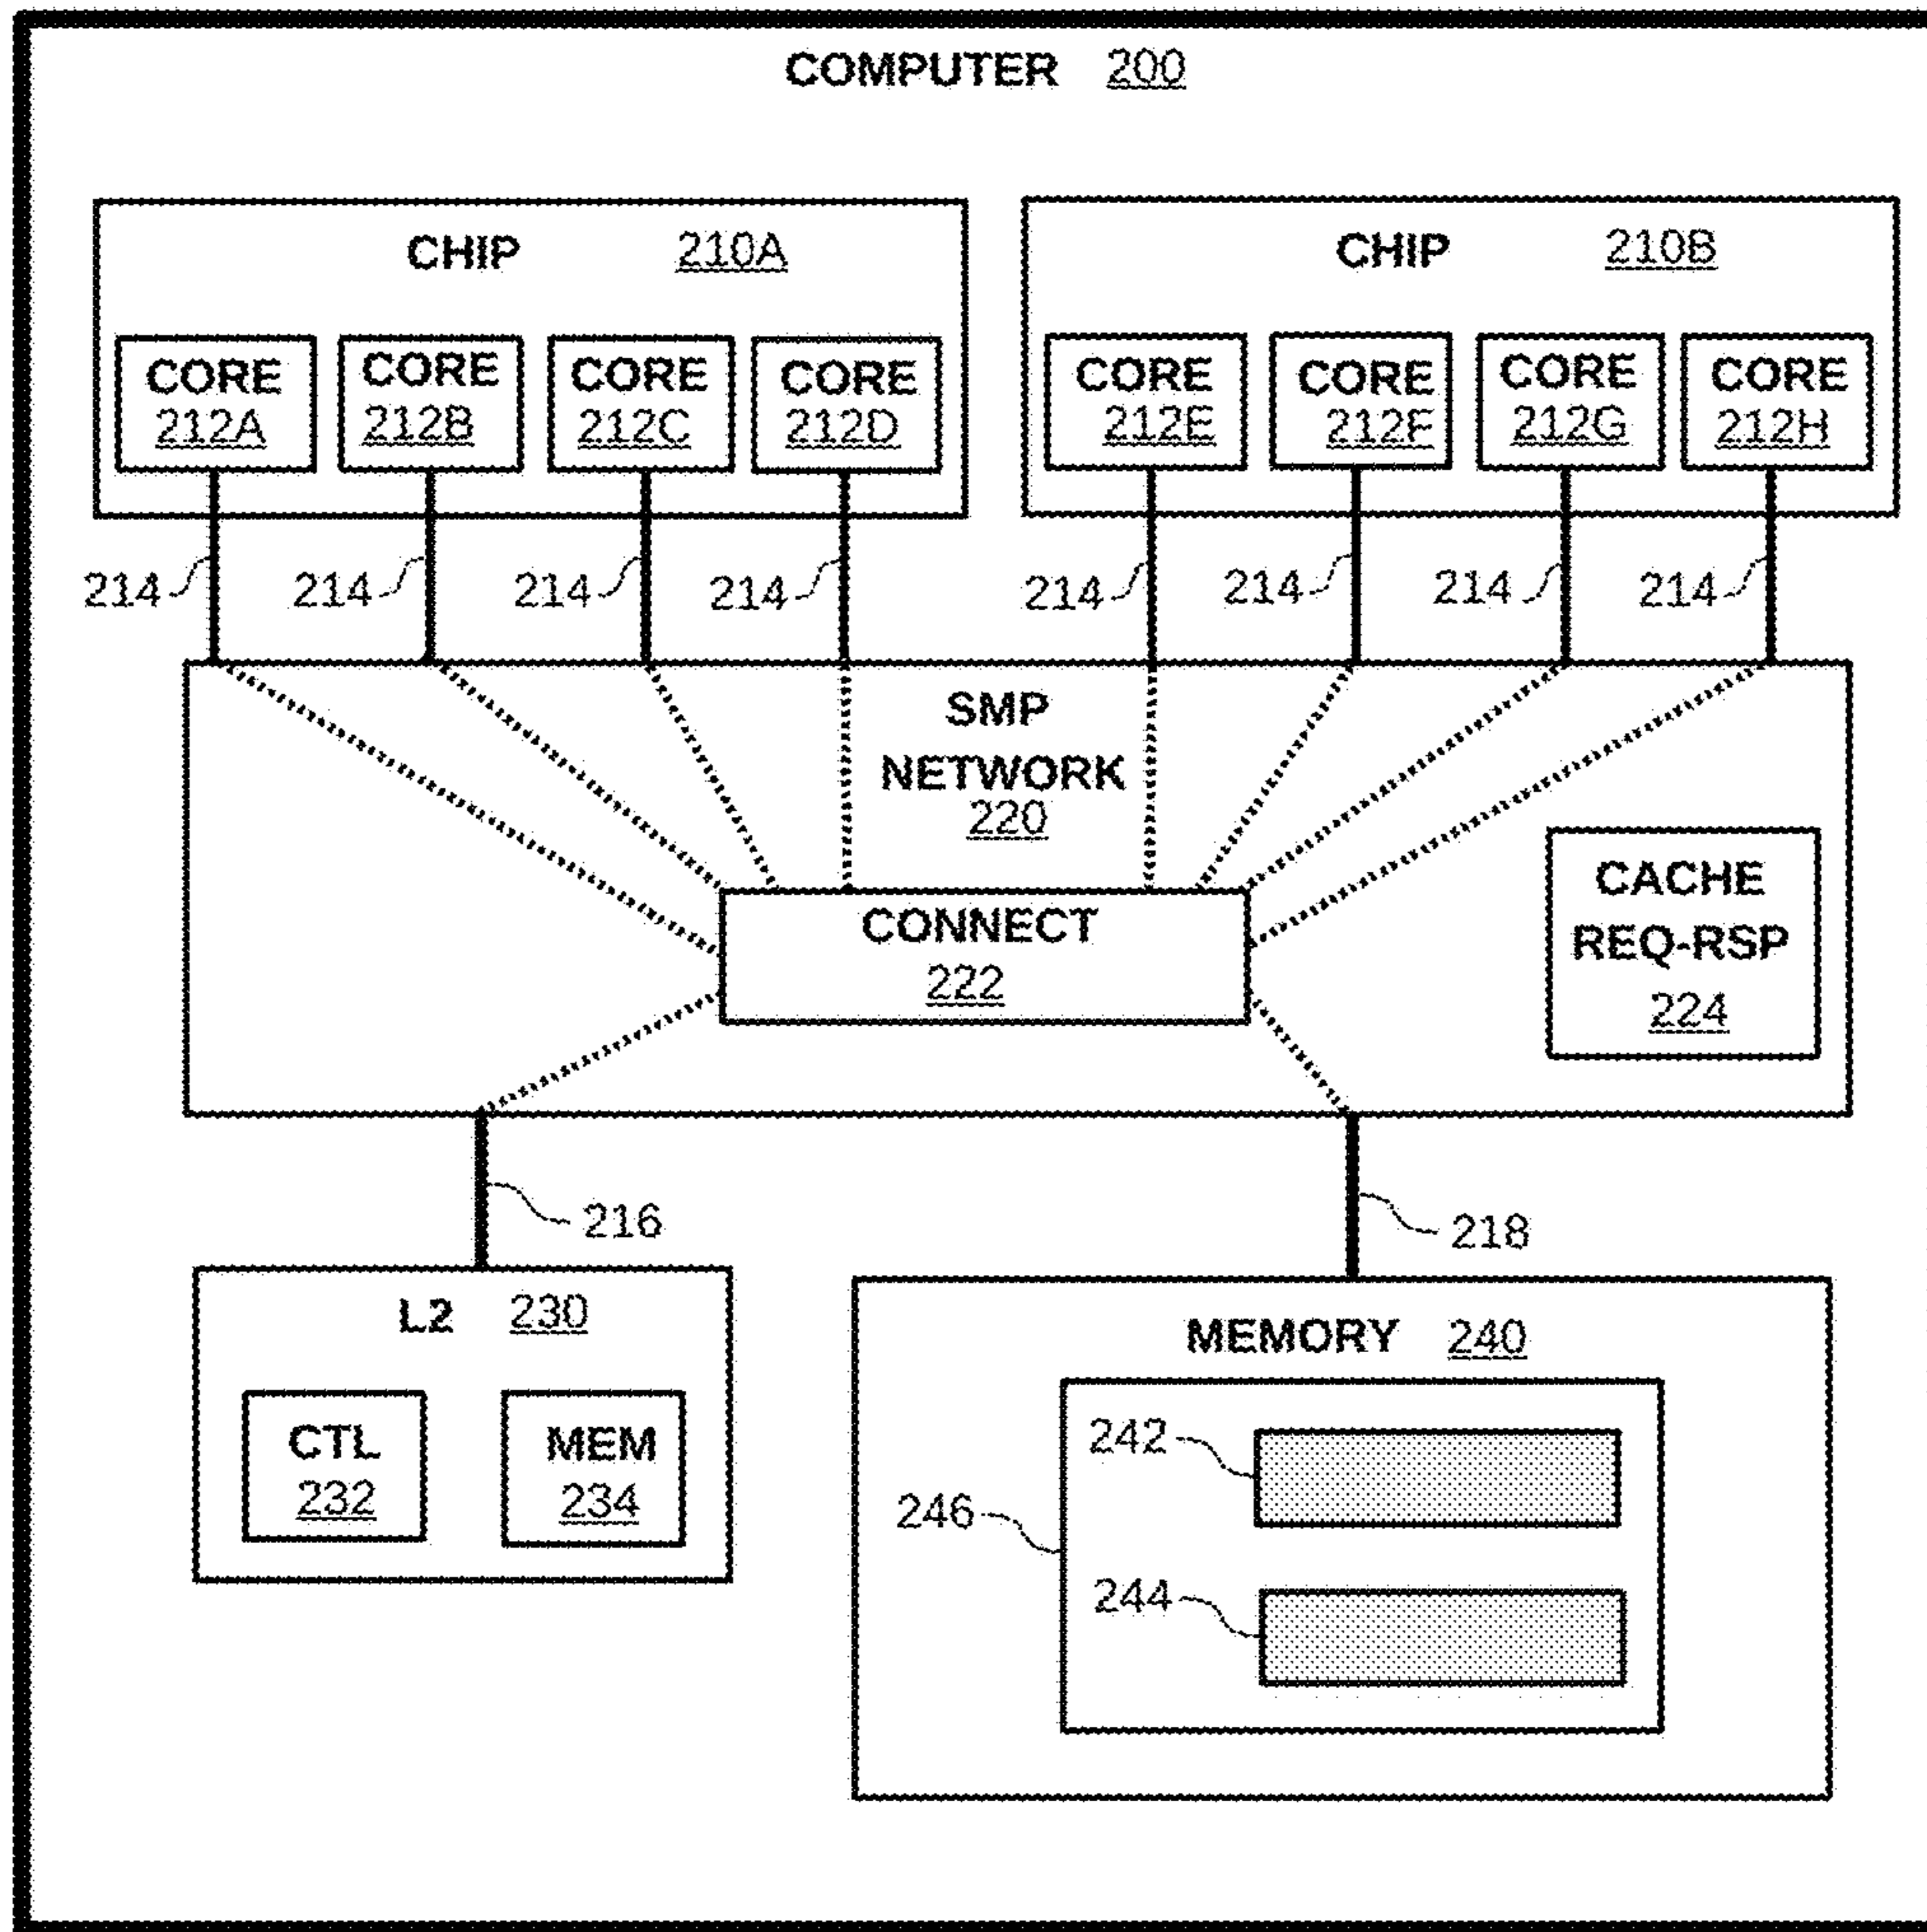 COMPUTER 200
CHIP 210A
CHIP 210B
CORE
212A
CORE
212B
CORE
212C
CORE
212D
CORE
212E
CORE
212F
CORE
212G
CORE
212H
214
214
214
214
214
214
214
214
SMP
NETWORK
220
CONNECT
222
CACHE
REQ-RSP
224
216
218
L2 230
CTL
232
MEM
234
MEMORY 240
242
246
244